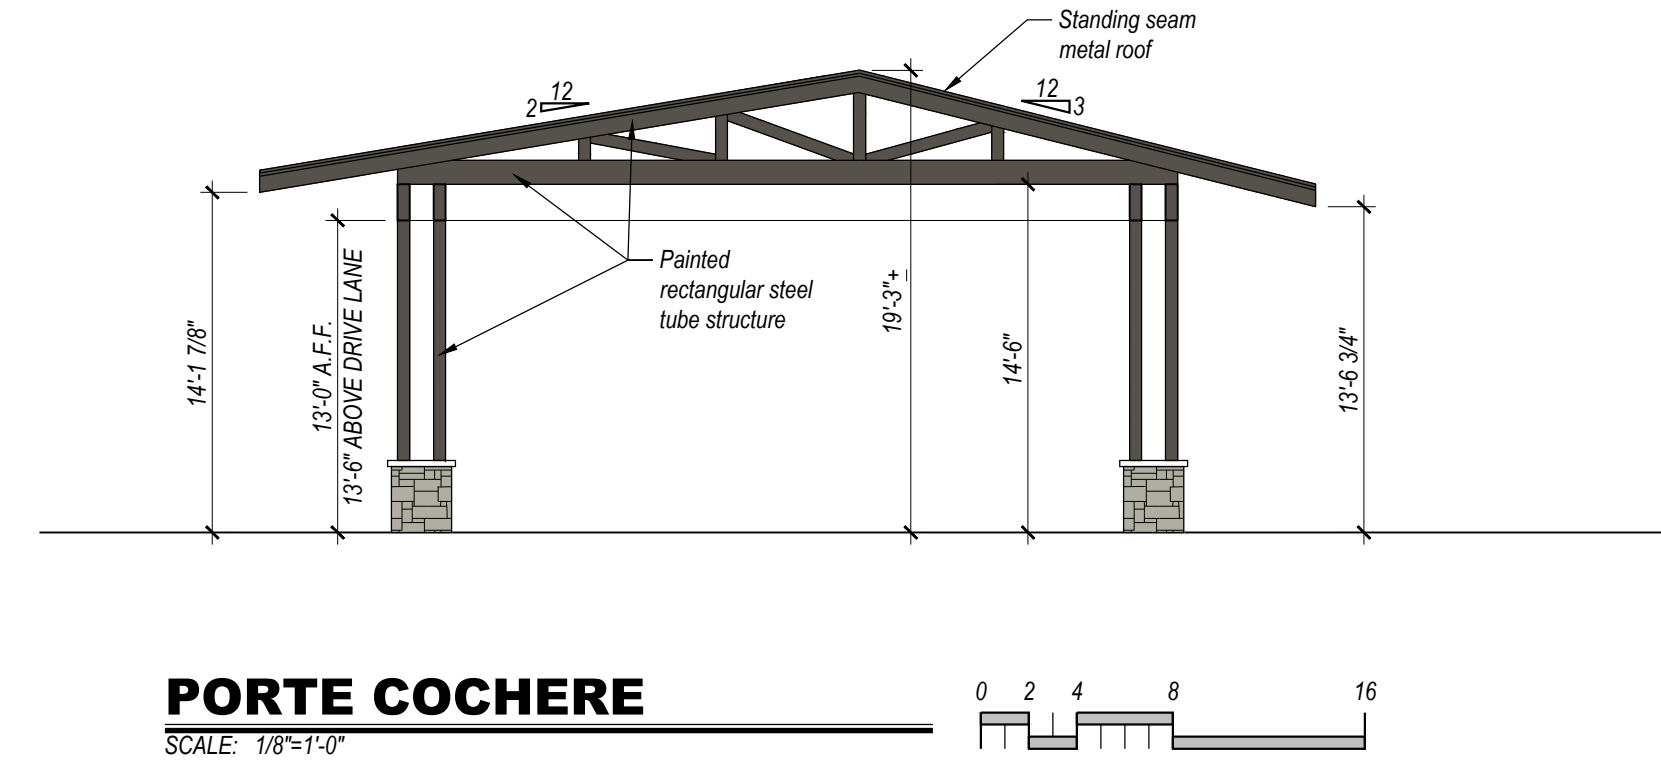 Standing seam
metal roof
12
2
12
3
Painted
rectangular steel
tube structure
14'-1 7/8"
13'-0" A.F.F.
13'-6" ABOVE DRIVE LANE
19'-3"+_
14'-6"
13'-6 3/4"
PORTE COCHERE
SCALE: 1/8"=1'-0"
0 2 4 8 16